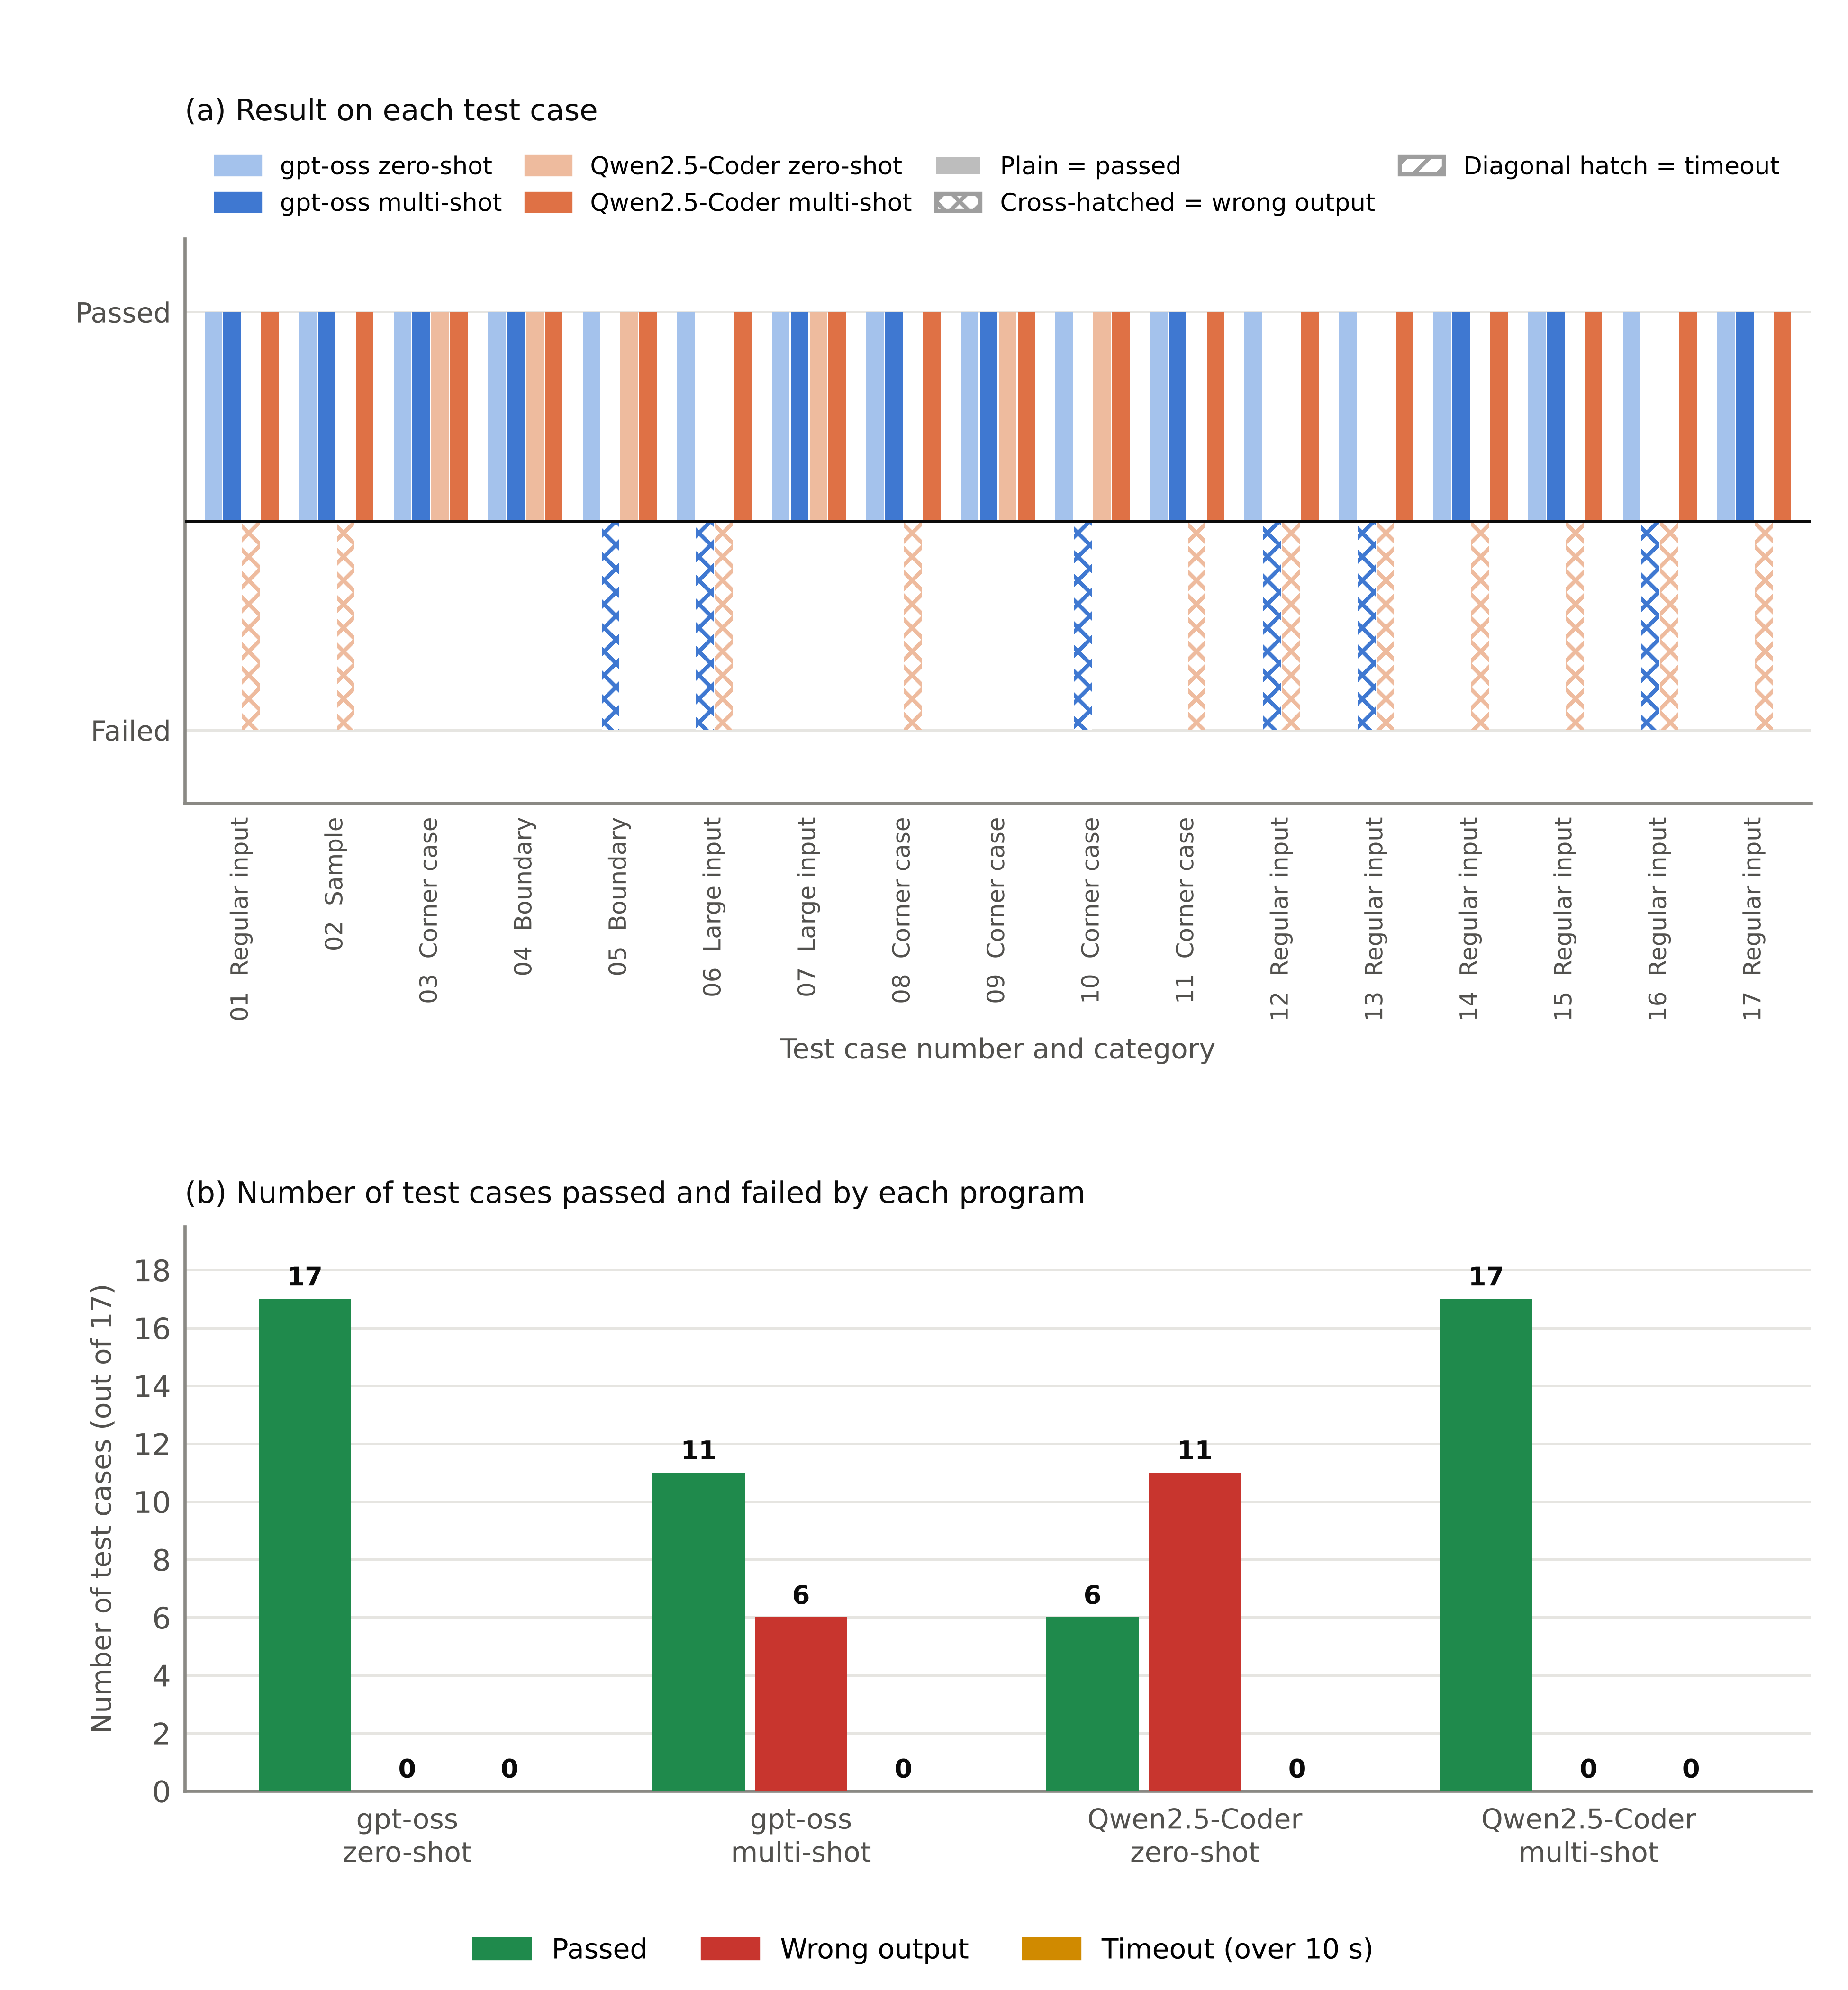 (a) Result on each test case
gpt-oss zero-shot
Qwen2.5-Coder zero-shot
Plain = passed
Diagonal hatch = timeout
gpt-oss multi-shot
Qwen2.5-Coder multi-shot
Cross-hatched = wrong output
Passed
Failed
01 Regular input
02 Sample
03 Corner case
04 Boundary
05 Boundary
06 Large input
07 Large input
08 Corner case
09 Corner case
10 Corner case
11 Corner case
12 Regular input
13 Regular input
14 Regular input
15 Regular input
16 Regular input
17 Regular input
Test case number and category
(b) Number of test cases passed and failed by each program
Number of test cases (out of 17)
18
16
14
12
10
8
6
4
2
0
17
0
0
11
6
0
6
11
0
17
0
0
gpt-oss
zero-shot
gpt-oss
multi-shot
Qwen2.5-Coder
zero-shot
Qwen2.5-Coder
multi-shot
Passed
Wrong output
Timeout (over 10 s)